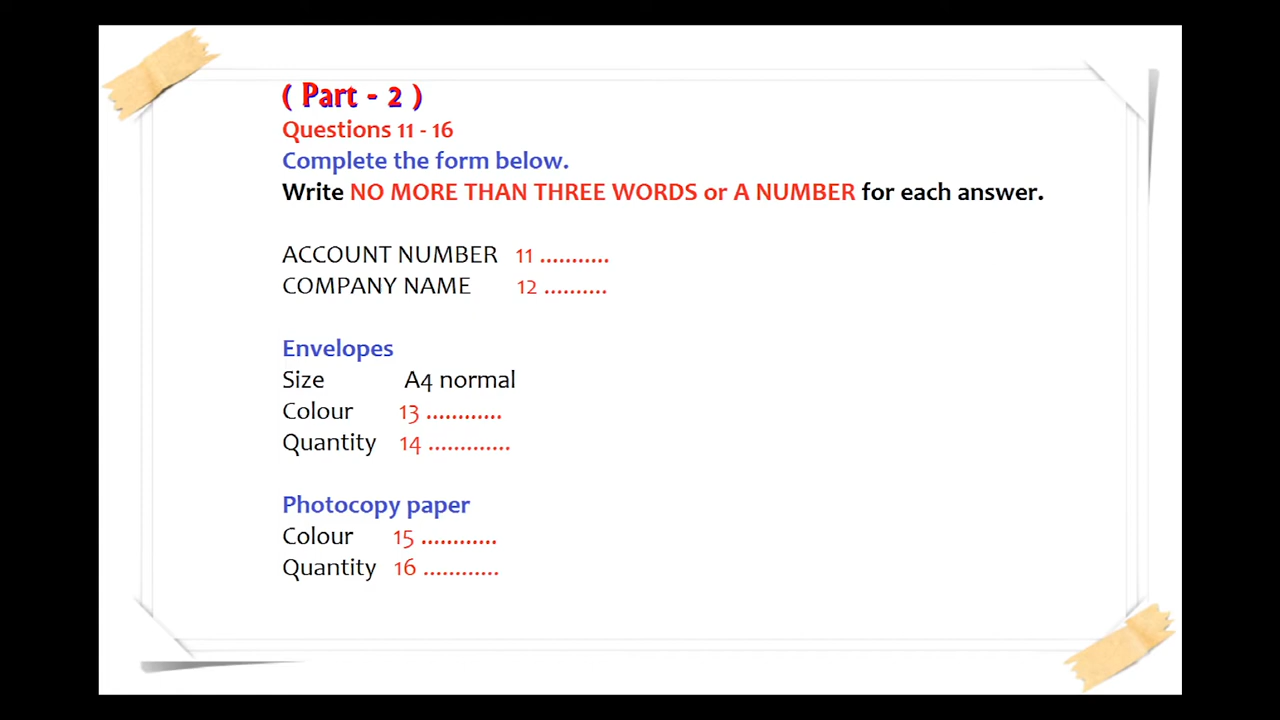 ( Part - 2 )
Questions 11 - 16
Complete the form below.
Write NO MORE THAN THREE WORDS or A NUMBER for each answer.
ACCOUNT NUMBER 11 ...........
COMPANY NAME 12 ..........
Envelopes
Size A4 normal
Colour 13 ............
Quantity 14 .............
Photocopy paper
Colour 15 ............
Quantity 16 ............